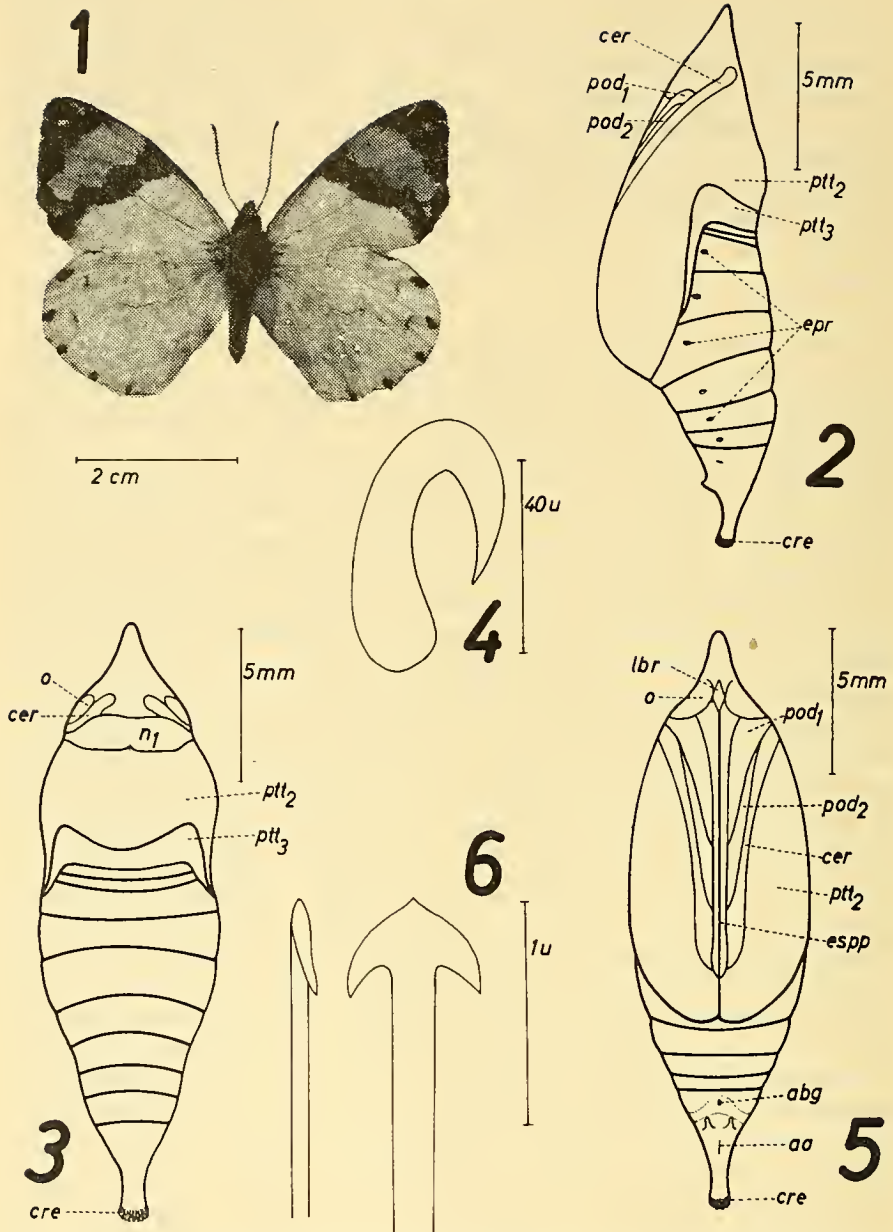 1
2 cm
cer
pod1
pod2
5mm
ptt2
ptt3
epr
2
cre
40u
4
5mm
o
cer
n1
ptt2
ptt3
3
cre
6
1u
lbr
o
5mm
pod1
pod2
cer
ptt2
espp
abg
ao
5
cre